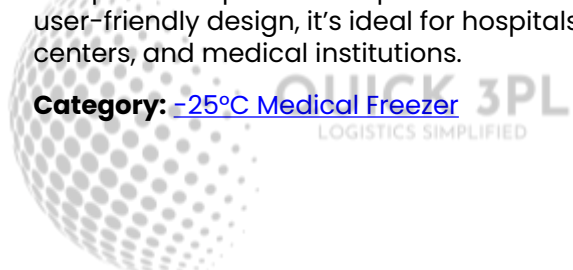 user-friendly design, it’s ideal for hospitals
centers, and medical institutions.
Category: -25°C Medical Freezer
QUICK 3PL
LOGISTICS SIMPLIFIED